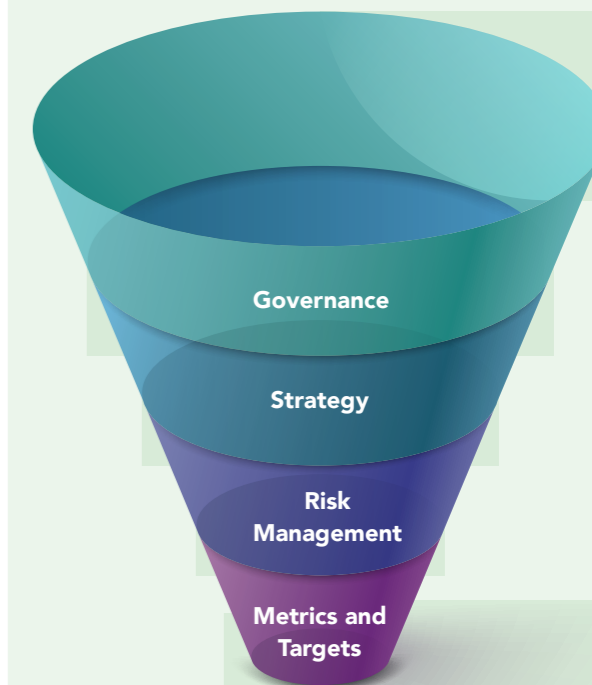 Governance
Strategy
Risk
Management
Metrics and
Targets